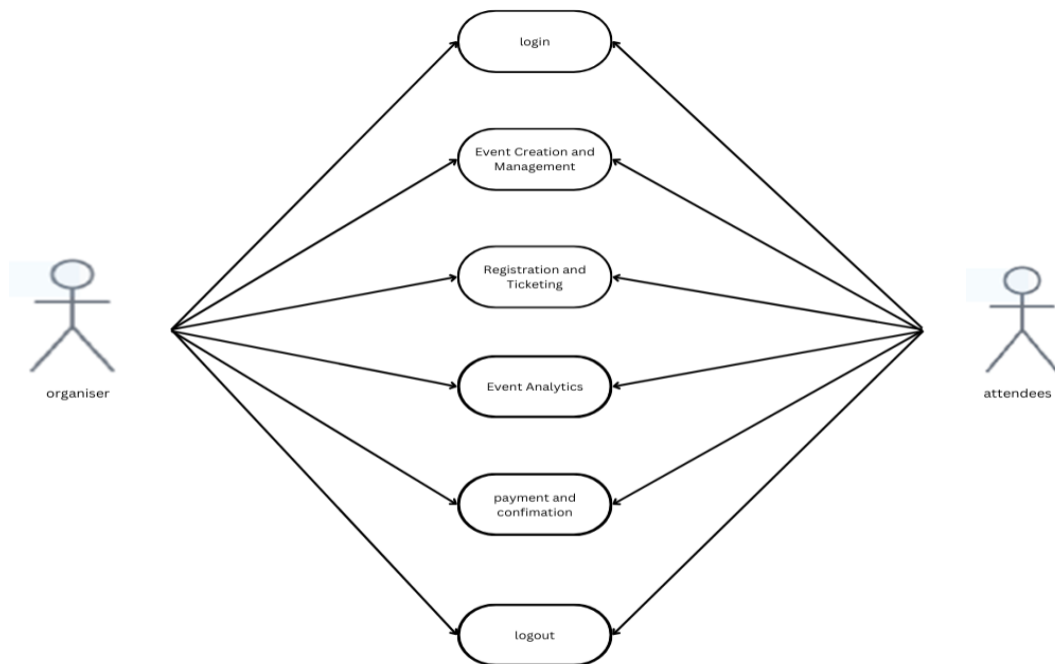 login
Event Creation and
Management
Registration and
Ticketing
organiser
attendees
Event Analytics
payment and
confimation
logout